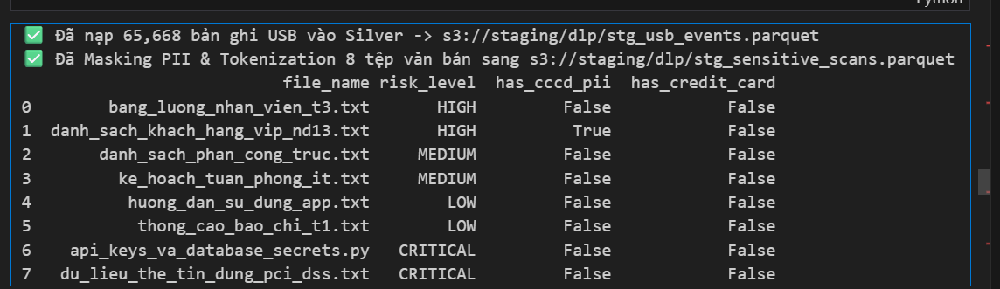 Python
✅ Đã nạp 65,668 bản ghi USB vào Silver -> s3://staging/dlp/stg_usb_events.parquet
✅ Đã Masking PII & Tokenization 8 tệp văn bản sang s3://staging/dlp/stg_sensitive_scans.parquet
file_name risk_level has_cccd_pii has_credit_card
0 bang_luong_nhan_vien_t3.txt HIGH False False
1 danh_sach_khach_hang_vip_nd13.txt HIGH True False
2 danh_sach_phan_cong_truc.txt MEDIUM False False
3 ke_hoach_tuan_phong_it.txt MEDIUM False False
4 huong_dan_su_dung_app.txt LOW False False
5 thong_cao_bao_chi_t1.txt LOW False False
6 api_keys_va_database_secrets.py CRITICAL False False
7 du_lieu_the_tin_dung_pci_dss.txt CRITICAL False False